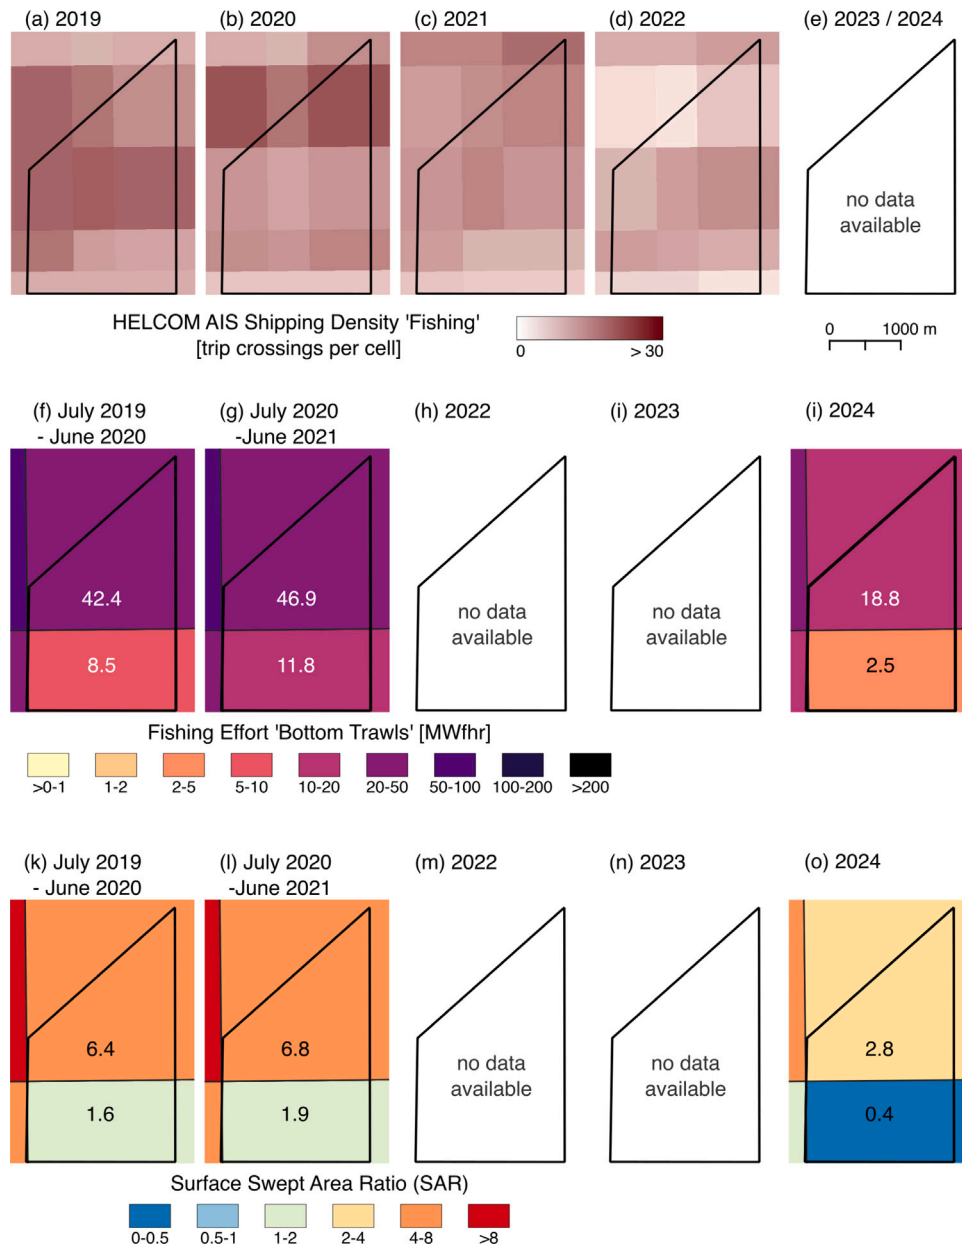 (a) 2019 (b) 2020 (c) 2021 (d) 2022 (e) 2023 / 2024
no data
available
HELCOM AIS Shipping Density 'Fishing'
[trip crossings per cell]
0 > 30
0 1000 m
(f) July 2019
- June 2020
(g) July 2020
-June 2021
(h) 2022
(i) 2023
(i) 2024
42.4
8.5
46.9
11.8
no data
available
no data
available
18.8
2.5
Fishing Effort 'Bottom Trawls' [MWfhr]
>0-1 1-2 2-5 5-10 10-20 20-50 50-100 100-200 >200
(k) July 2019
- June 2020
(l) July 2020
-June 2021
(m) 2022
(n) 2023
(o) 2024
6.4
1.6
6.8
1.9
no data
available
no data
available
2.8
0.4
Surface Swept Area Ratio (SAR)
0-0.5 0.5-1 1-2 2-4 4-8 >8